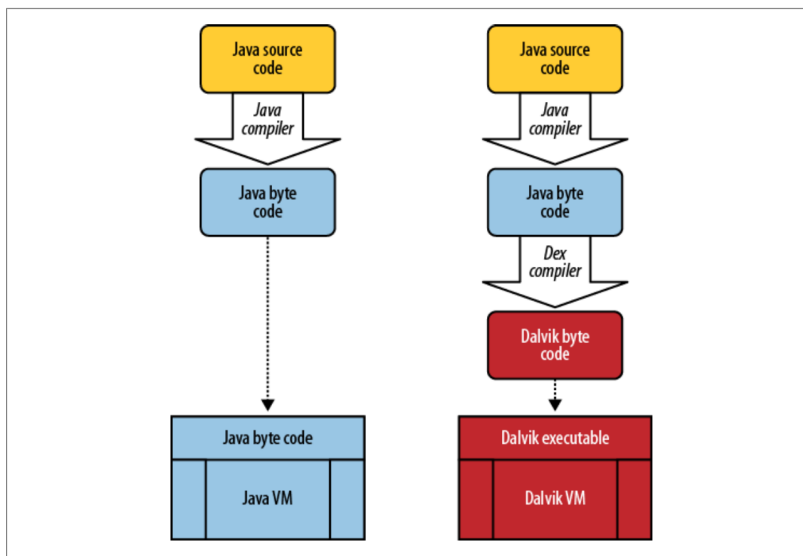 Java source
code
Java
compiler
Java byte
code
Java byte code
Java VM
Java source
code
Java
compiler
Java byte
code
Dex
compiler
Dalvik byte
code
Dalvik executable
Dalvik VM